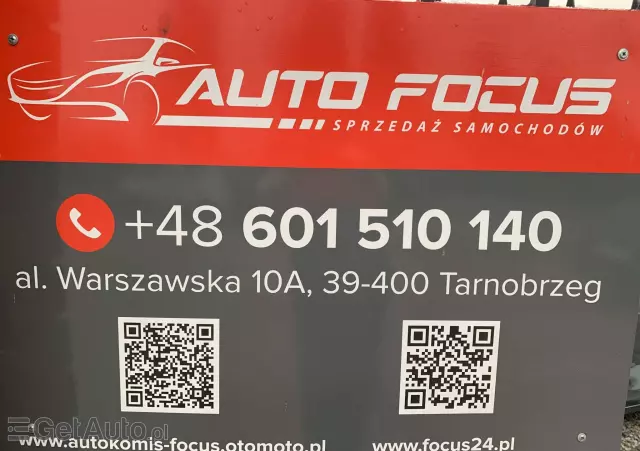 AUTO FOCUS
SPRZEDAŻ SAMOCHODÓW
+48 601 510 140
al. Warszawska 10A, 39-400 Tarnobrzeg
GetAuto.pl
www.autokomis-focus.otomoto.pl
www.focus24.pl